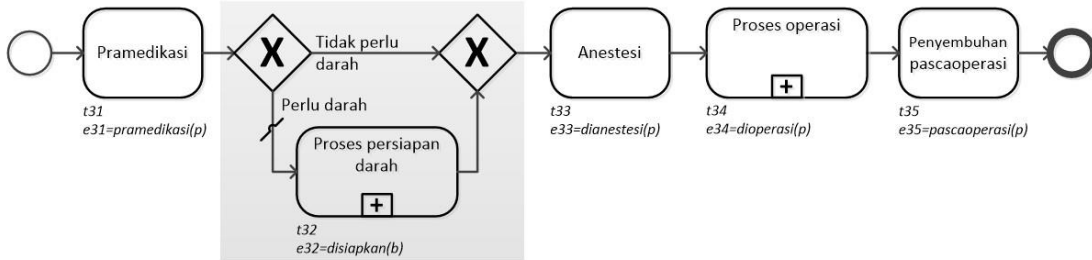 Pramedikasi
t31
e31=pramedikasi(p)
X
Tidak perlu
darah
Perlu darah
X
Proses persiapan
darah
+
t32
e32=disiapkan(b)
Anestesi
t33
e33=dianestesi(p)
Proses operasi
+
t34
e34=dioperasi(p)
Penyembuhan
pascaoperasi
t35
e35=pascaoperasi(p)